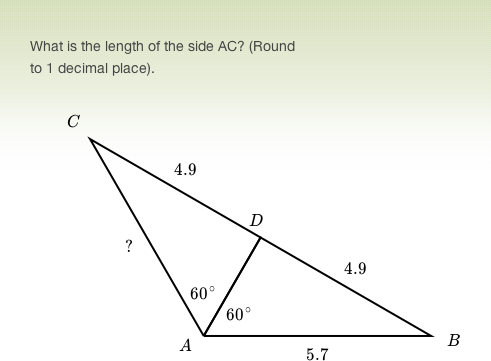 What is the length of the side AC? (Round
to 1 decimal place).
C
4.9
D
?
4.9
60°
60°
A
B
5.7